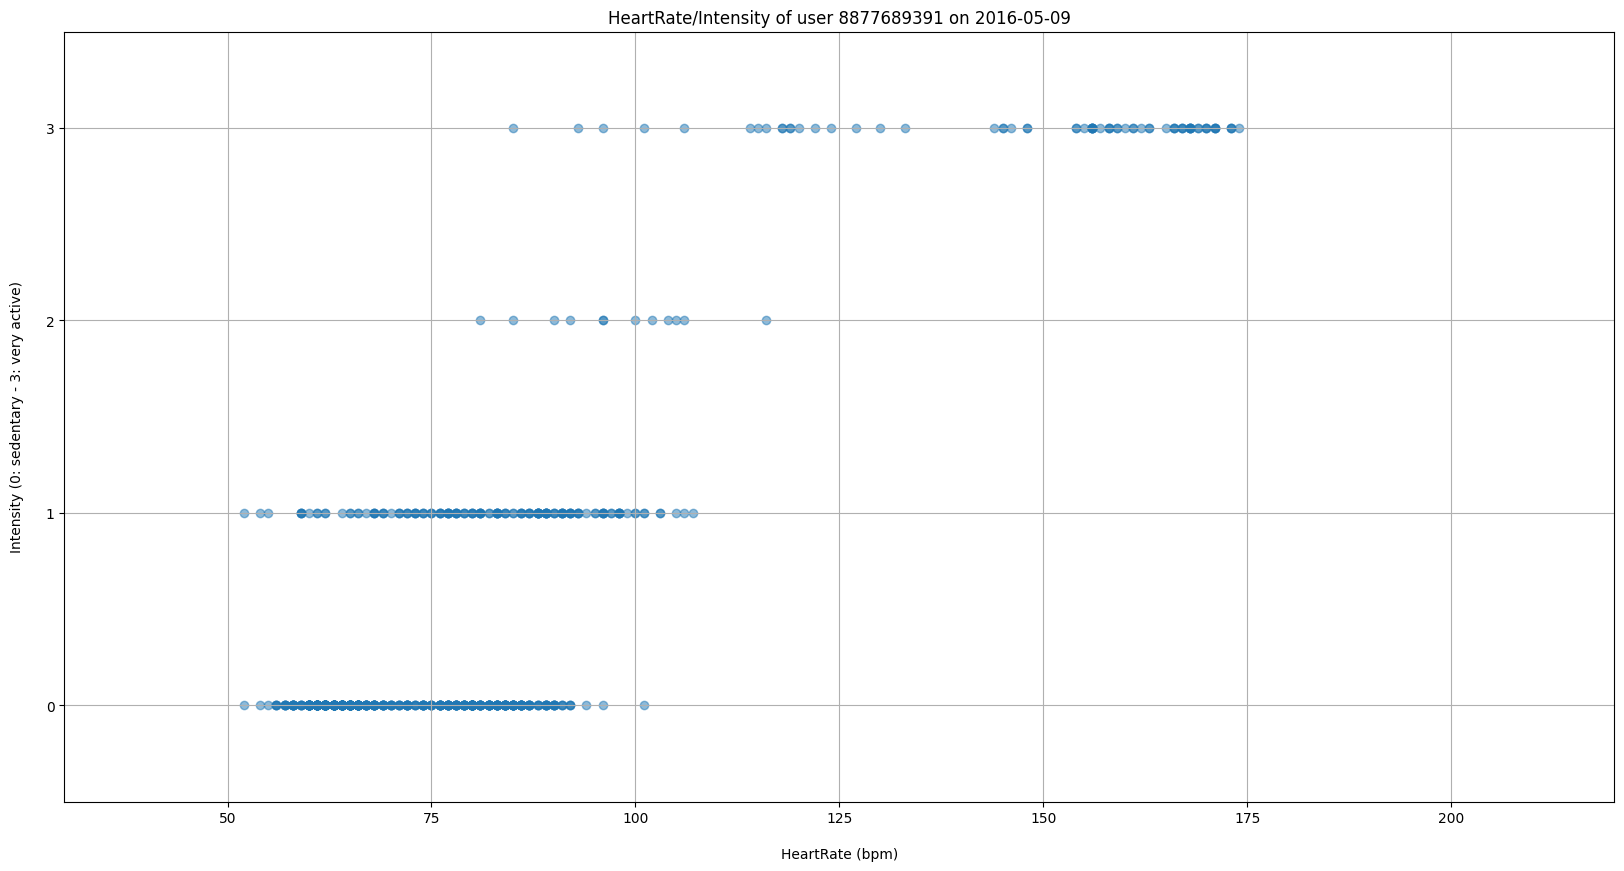 HeartRate/Intensity of user 8877689391 on 2016-05-09
Intensity (0: sedentary - 3: very active)
3
2
1
0
50 75 100 125 150 175 200
HeartRate (bpm)